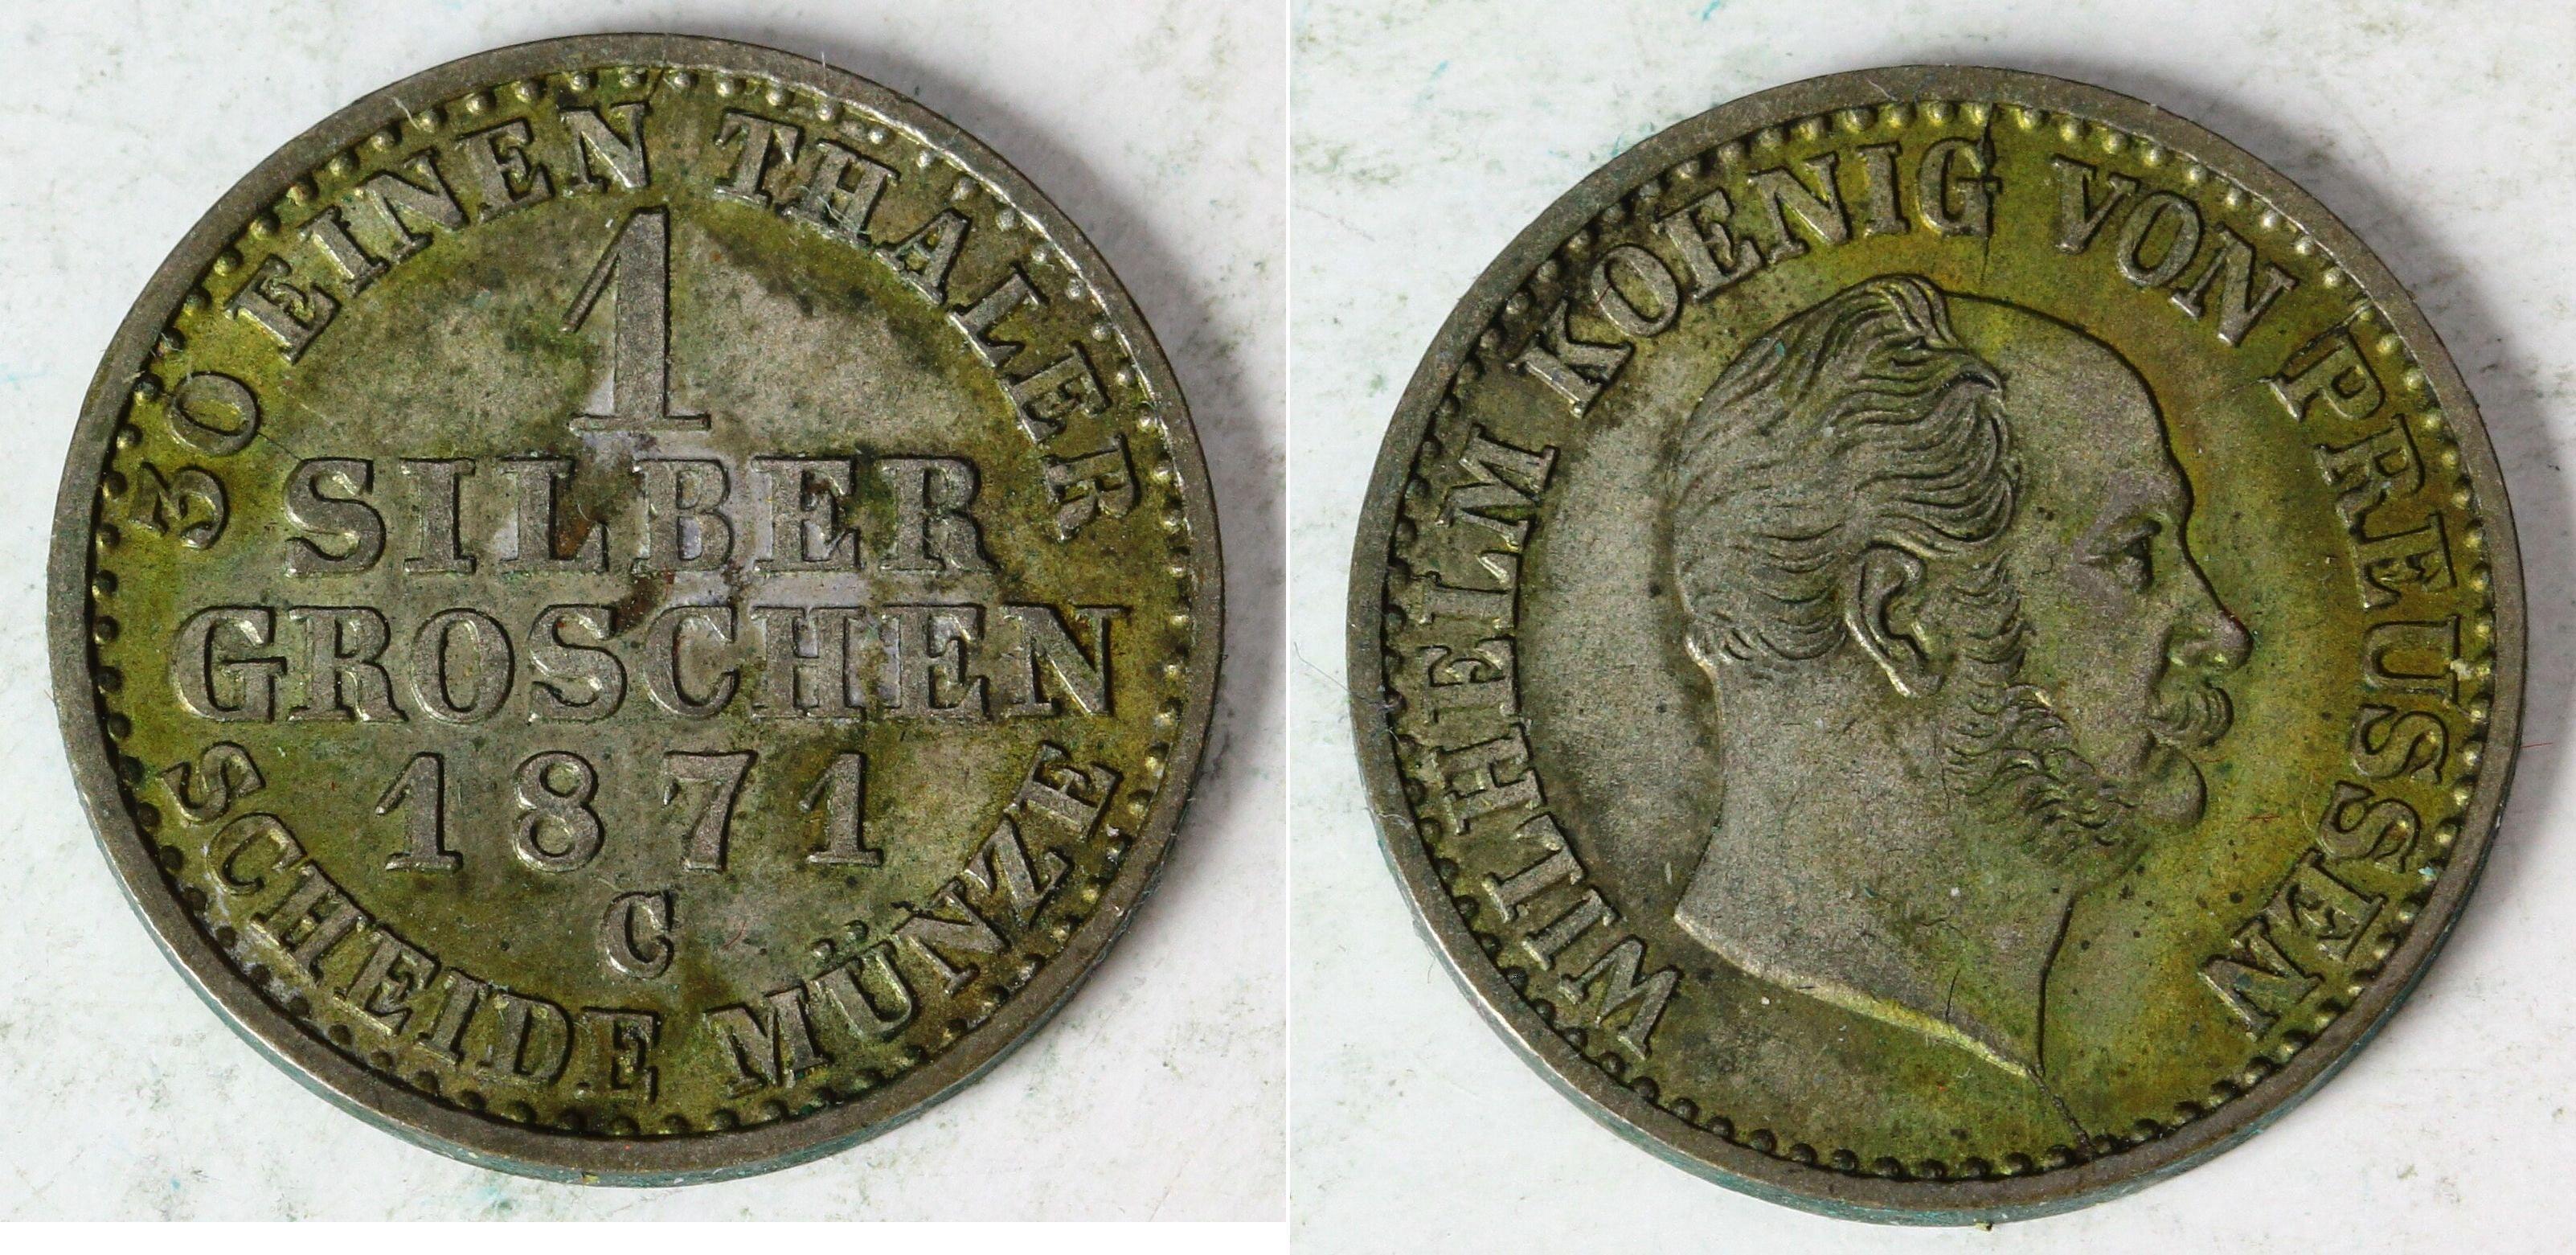 30 EINEN THALER
1
SILBER
GROSCHEN
1871
C
SCHEIDE MÜNZE
WILHELM KOENIG VON PREUSSEN